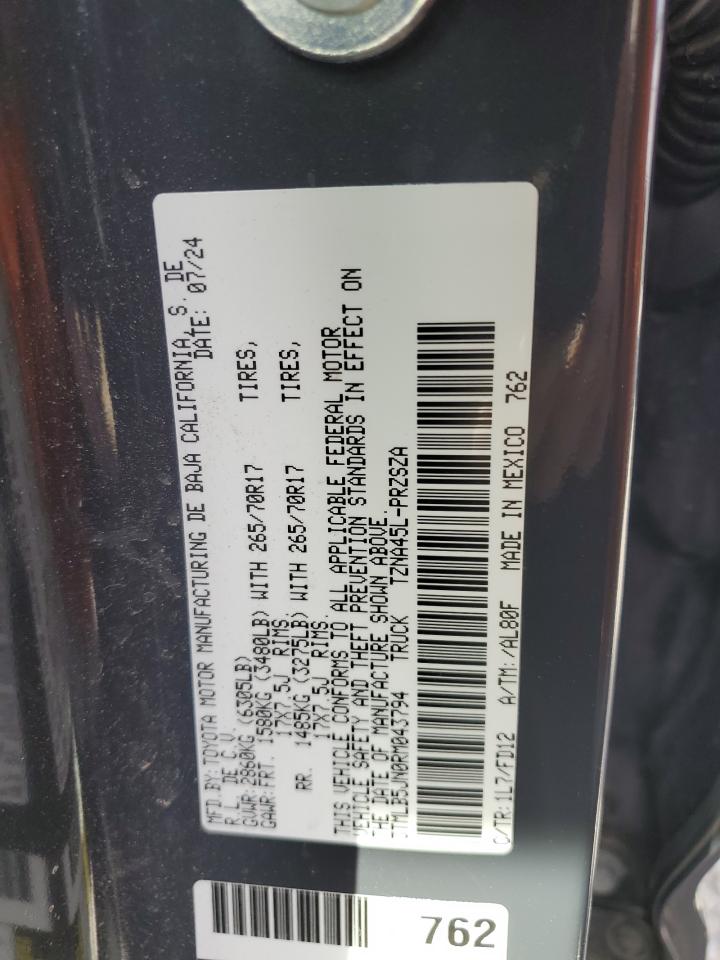 MFD.BY:TOYOTA MOTOR MANUFACTURING DE BAJA CALIFORNIA, S. DE
R.L. DE C.V. DATE: 07/24
GVWR:2860KG (6305LB)
GAWR:FRT. 1580KG (3480LB) WITH 265/70R17 TIRES,
17X7.5J RIMS.
RR. 1485KG (3275LB) WITH 265/70R17 TIRES,
17X7.5J RIMS.
THIS VEHICLE CONFORMS TO ALL APPLICABLE FEDERAL MOTOR
VEHICLE SAFETY AND THEFT PREVENTION STANDARDS IN EFFECT ON
THE DATE OF MANUFACTURE SHOWN ABOVE.
3TMLB5JN0RM043794 TRUCK TZNA45L-PRZSZA
C/TR:1L7/FD12 A/TM:/AL80F MADE IN MEXICO 762
762